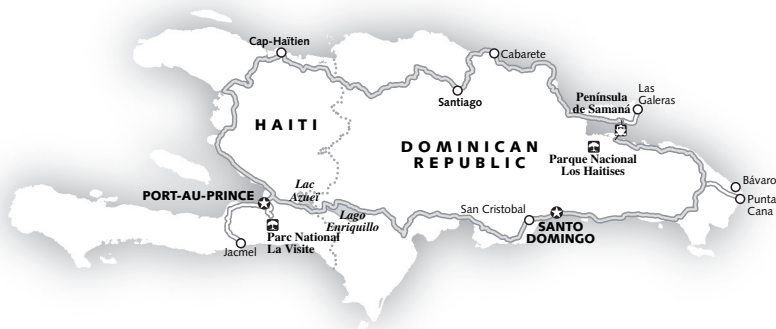 Cap-Haïtien
Cabarete
Las
Galeras
Península
de Samaná
Santiago
HAITI
DOMINICAN
REPUBLIC
Parque Nacional
Los Haitises
Lac
Azueï
Bávaro
PORT-AU-PRINCE
Punta
Cana
Lago
Enriquillo
San Cristobal
SANTO
DOMINGO
Parc National
La Visite
Jacmel